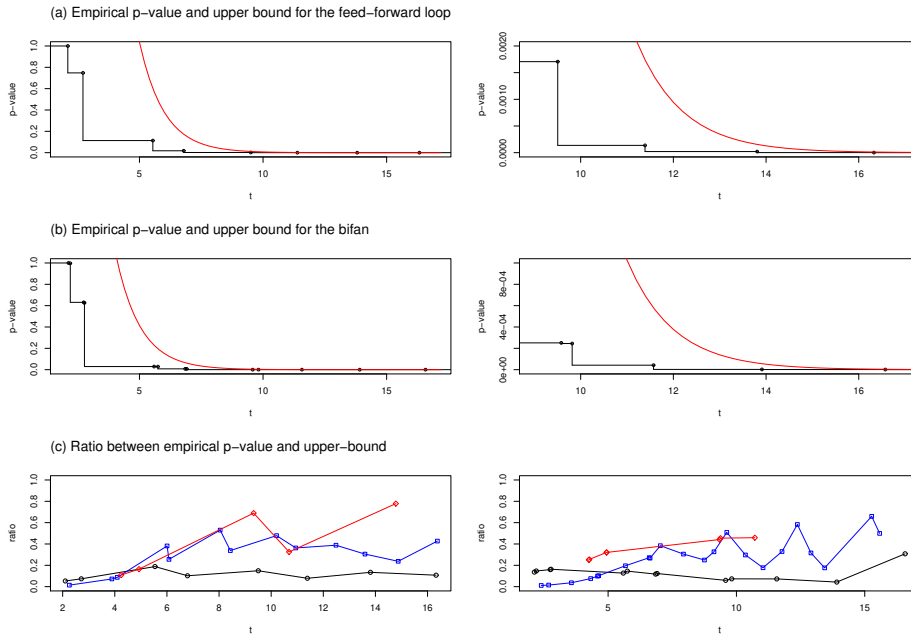 (a) Empirical p−value and upper bound for the feed−forward loop
p−value
1.0
0.8
0.6
0.4
0.2
0.0
5 10 15
t
p−value
0.0020
0.0010
0.0000
10 12 14 16
t
(b) Empirical p−value and upper bound for the bifan
p−value
1.0
0.8
0.6
0.4
0.2
0.0
5 10 15
t
p−value
8e−04
4e−04
0e+00
10 12 14 16
t
(c) Ratio between empirical p−value and upper−bound
ratio
1.0
0.8
0.6
0.4
0.2
0.0
2 4 6 8 10 12 14 16
t
ratio
1.0
0.8
0.6
0.4
0.2
0.0
5 10 15
t